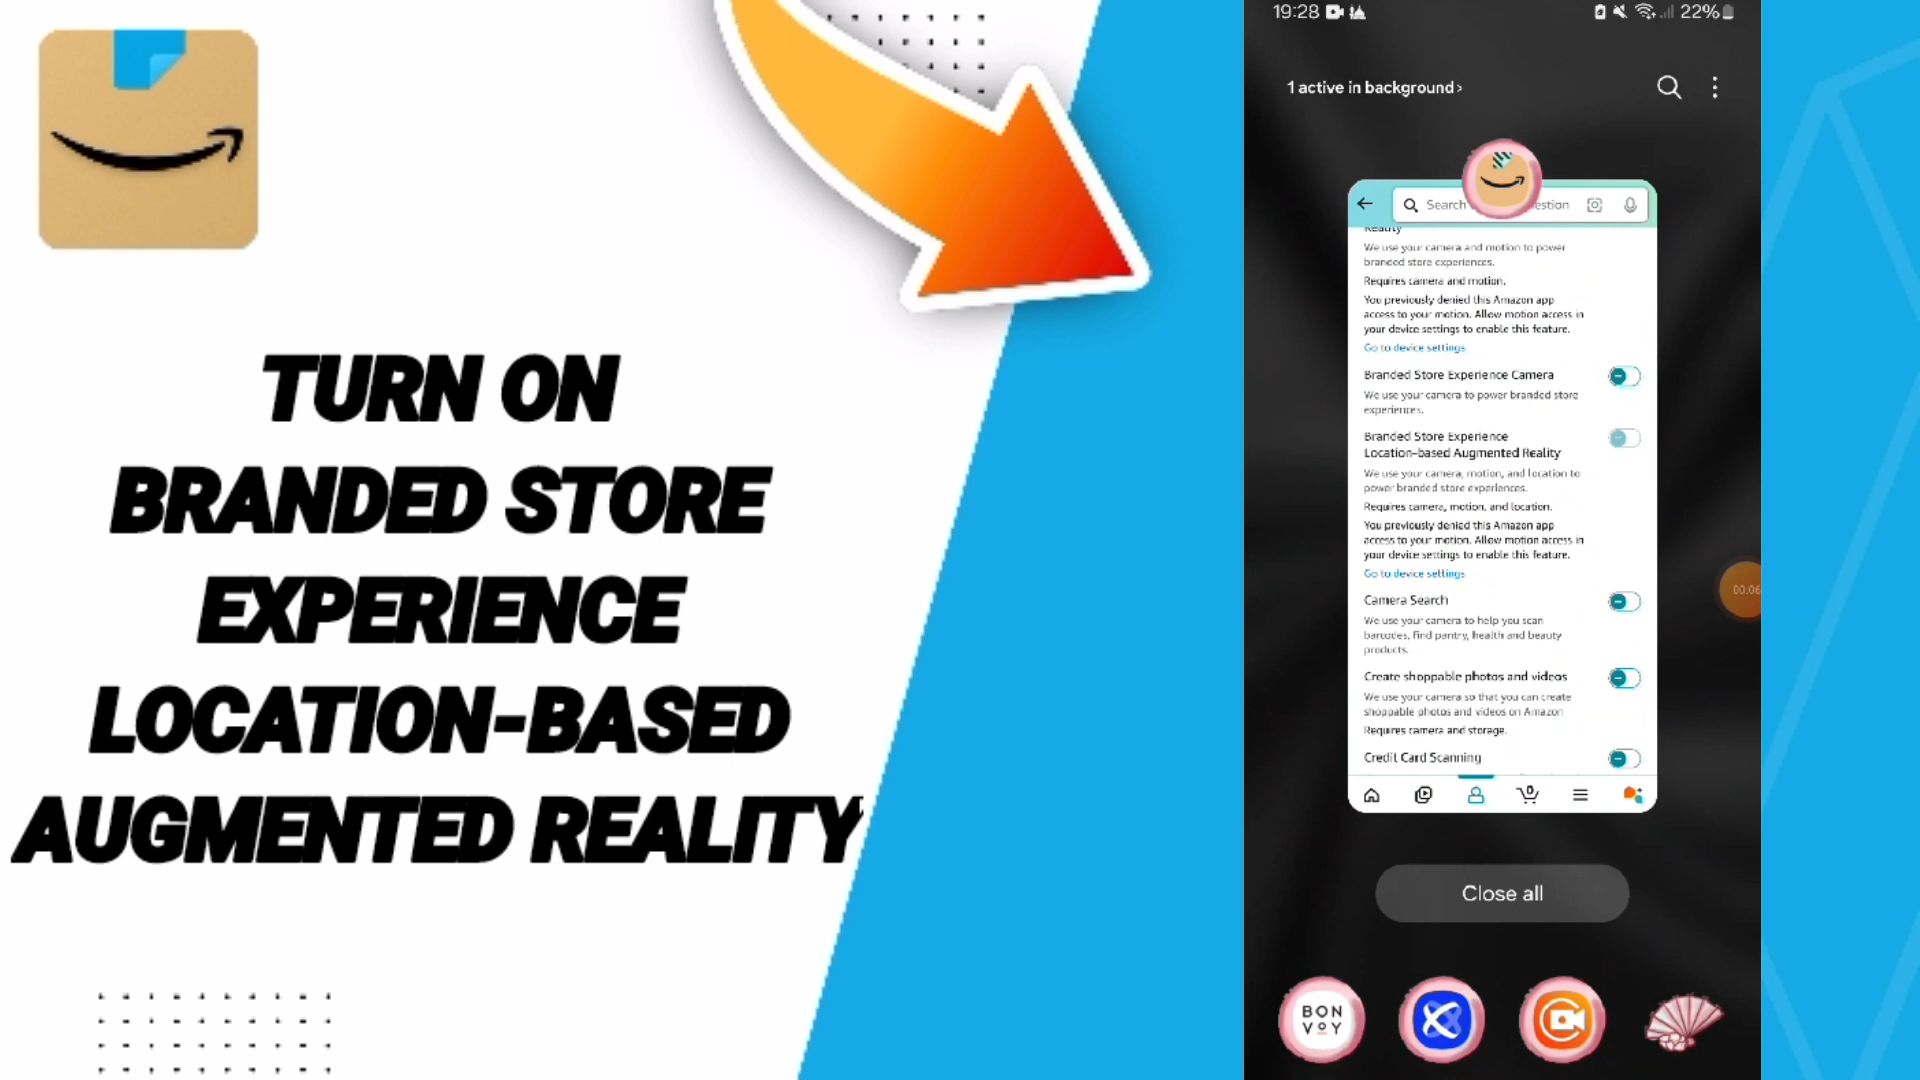 TURN ON
BRANDED STORE
EXPERIENCE
LOCATION-BASED
AUGMENTED REALITY
19:28
22%
1 active in background >
Search
estion
Reality
We use your camera and motion to power
branded store experiences.
Requires camera and motion.
You previously denied this Amazon app
access to your motion. Allow motion access in
your device settings to enable this feature.
Go to device settings
Branded Store Experience Camera
We use your camera to power branded store
experiences.
Branded Store Experience
Location-based Augmented Reality
We use your camera, motion, and location to
power branded store experiences.
Requires camera, motion, and location.
You previously denied this Amazon app
access to your motion. Allow motion access in
your device settings to enable this feature.
Go to device settings
Camera Search
We use your camera to help you scan
barcodes, find pantry, health and beauty
products.
Create shoppable photos and videos
We use your camera so that you can create
shoppable photos and videos on Amazon
Requires camera and storage.
Credit Card Scanning
0
00:06
Close all
BON
VOY